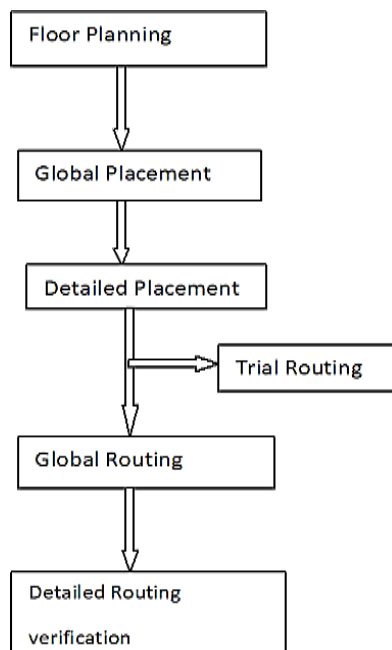 Floor Planning
Global Placement
Detailed Placement
Trial Routing
Global Routing
Detailed Routing
verification